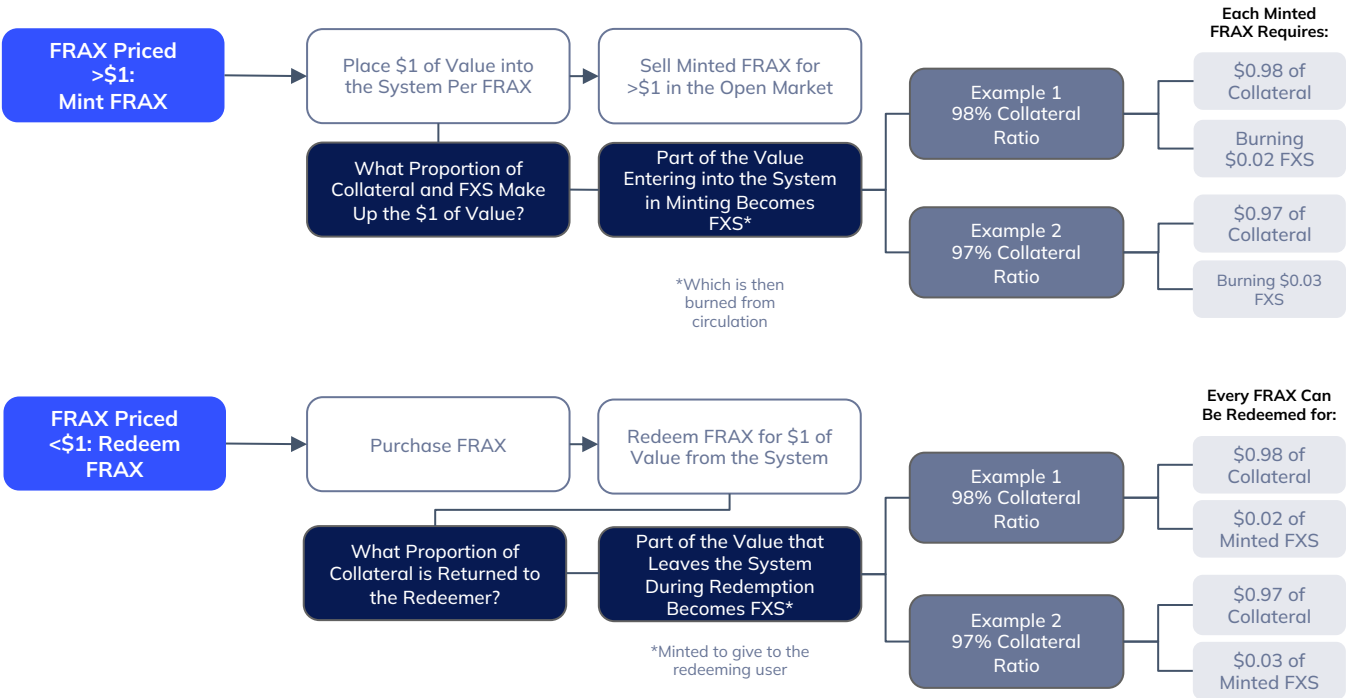 Each Minted
FRAX Requires:
FRAX Priced
>$1:
Mint FRAX
Place $1 of Value into
the System Per FRAX
Sell Minted FRAX for
>$1 in the Open Market
What Proportion of
Collateral and FXS Make
Up the $1 of Value?
Part of the Value
Entering into the System
in Minting Becomes
FXS*
*Which is then
burned from
circulation
Example 1
98% Collateral
Ratio
$0.98 of
Collateral
Burning
$0.02 FXS
Example 2
97% Collateral
Ratio
$0.97 of
Collateral
Burning $0.03
FXS
Every FRAX Can
Be Redeemed for:
FRAX Priced
<$1: Redeem
FRAX
Purchase FRAX
Redeem FRAX for $1 of
Value from the System
What Proportion of
Collateral is Returned to
the Redeemer?
Part of the Value that
Leaves the System
During Redemption
Becomes FXS*
*Minted to give to the
redeeming user
Example 1
98% Collateral
Ratio
$0.98 of
Collateral
$0.02 of
Minted FXS
Example 2
97% Collateral
Ratio
$0.97 of
Collateral
$0.03 of
Minted FXS